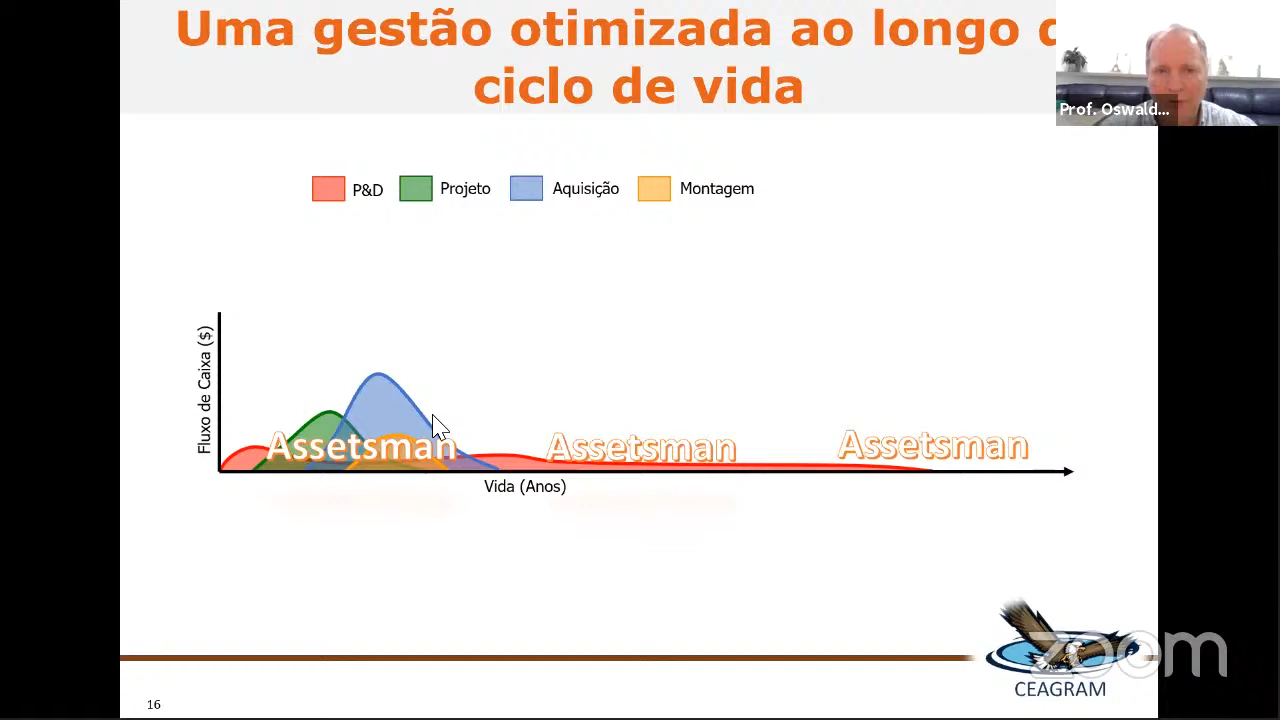 Uma gestão otimizada ao longo
ciclo de vida
Prof. Oswald...
P&D Projeto Aquisição Montagem
Fluxo de Caixa ($)
Assetsman Assetsman Assetsman
Vida (Anos)
zoom
CEAGRAM
16